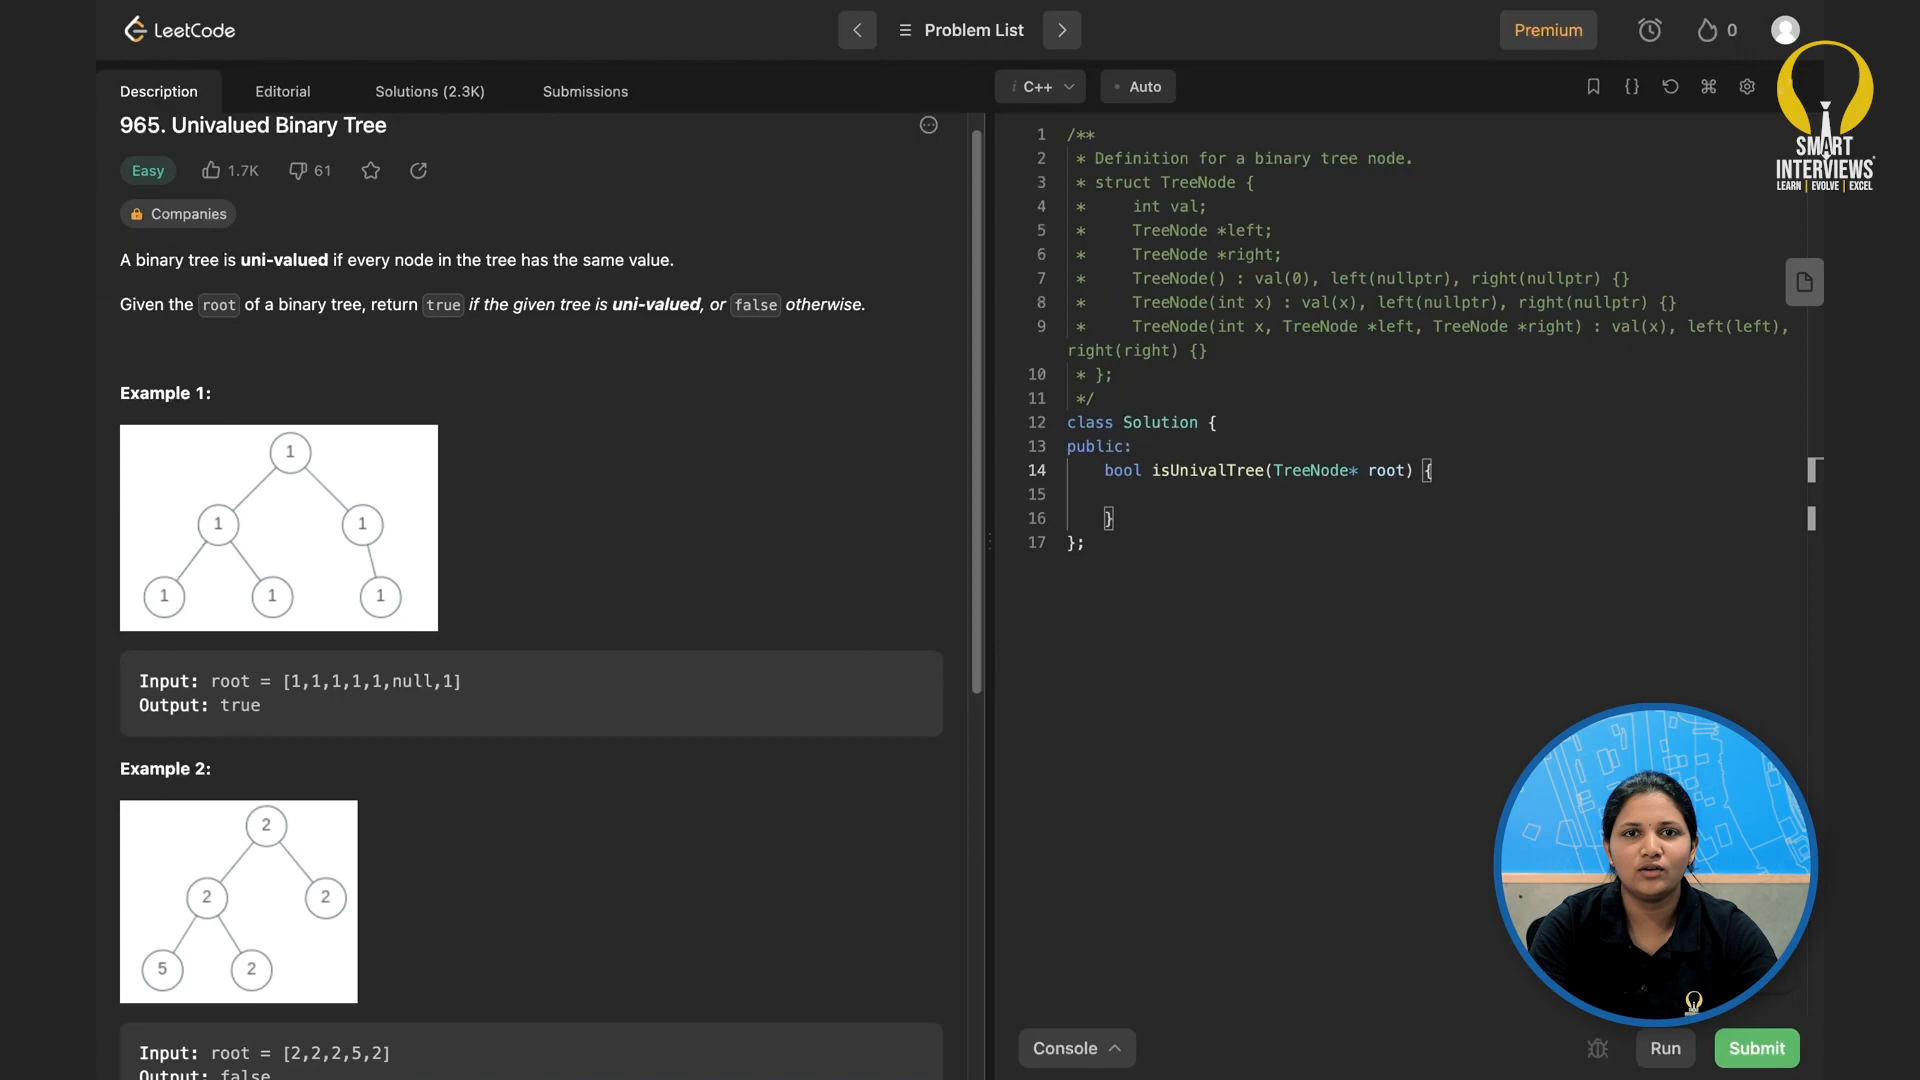 LeetCode
Problem List
Premium
0
Description
Editorial
Solutions (2.3K)
Submissions
C++
Auto
SMART
INTERVIEWS
LEARN | EVOLVE | EXCEL
965. Univalued Binary Tree
Easy
1.7K
61
Companies
A binary tree is uni-valued if every node in the tree has the same value.
Given the root of a binary tree, return true if the given tree is uni-valued, or false otherwise.
Example 1:
1
1 1
1 1 1
Input: root = [1,1,1,1,1,null,1]
Output: true
Example 2:
2
2 2
5 2
Input: root = [2,2,2,5,2]
Output: false
1 /**
2 * Definition for a binary tree node.
3 * struct TreeNode {
4 * int val;
5 * TreeNode *left;
6 * TreeNode *right;
7 * TreeNode() : val(0), left(nullptr), right(nullptr) {}
8 * TreeNode(int x) : val(x), left(nullptr), right(nullptr) {}
9 * TreeNode(int x, TreeNode *left, TreeNode *right) : val(x), left(left),
right(right) {}
10 * };
11 */
12 class Solution {
13 public:
14 bool isUnivalTree(TreeNode* root) {
15
16 }
17 };
Console
Run
Submit